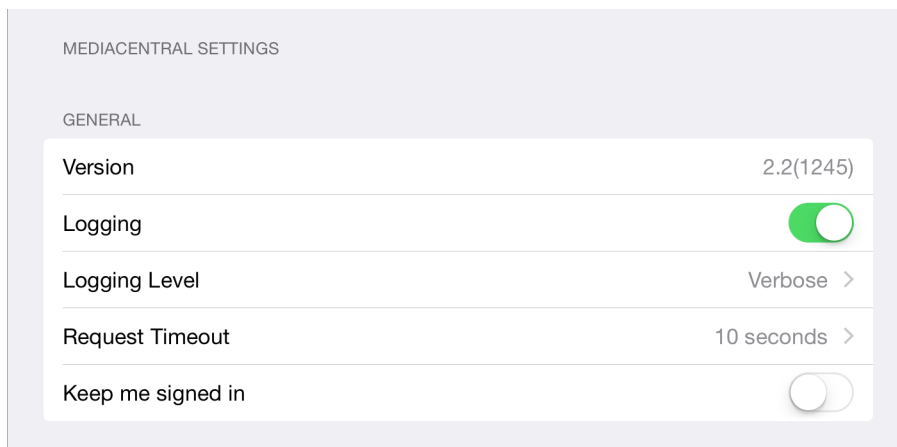 MEDIACENTRAL SETTINGS
GENERAL
Version 2.2(1245)
Logging
Logging Level Verbose
Request Timeout 10 seconds
Keep me signed in